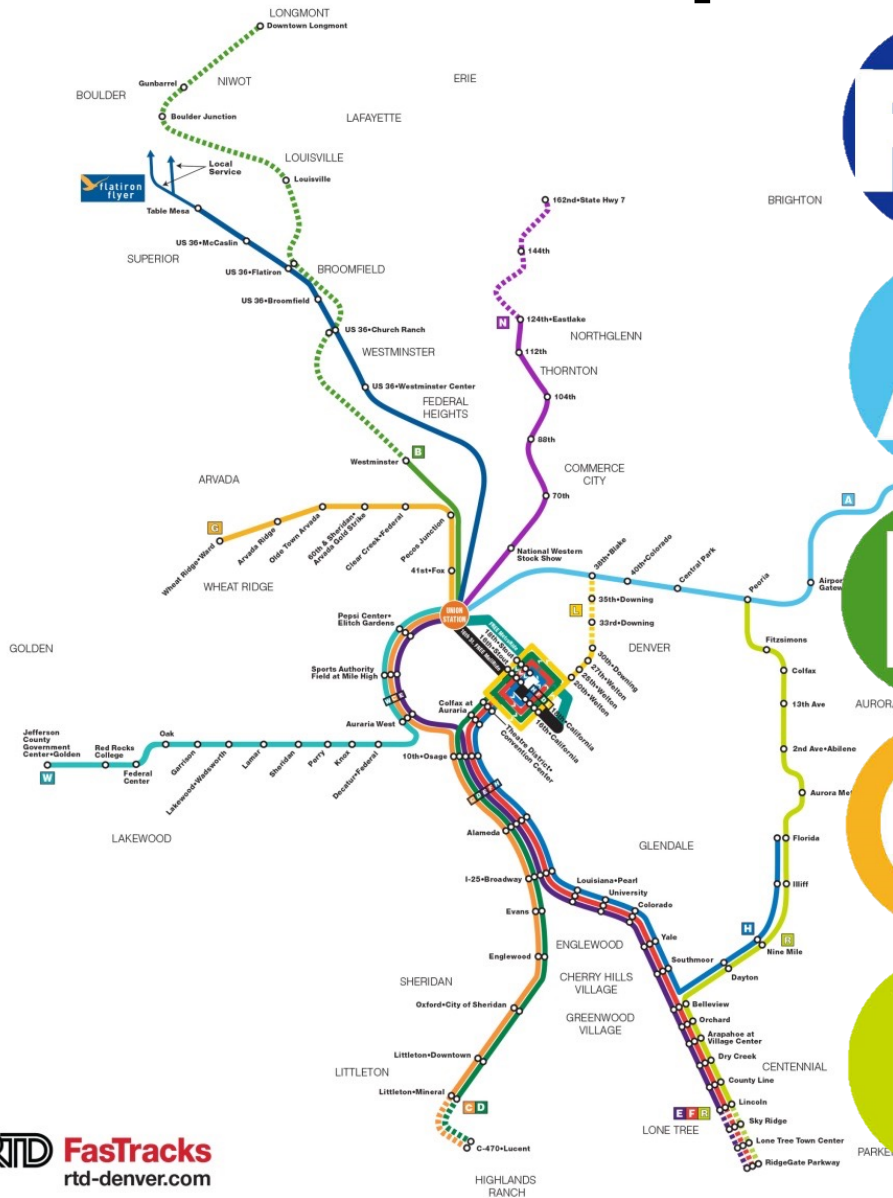 LONGMONT
Downtown Longmont
Gunbarrel
NIWOT
BOULDER
ERIE
Boulder Junction
LAFAYETTE
LOUISVILLE
Local
Service
Louisville
flatiron
flyer
Table Mesa
162nd•State Hwy 7
BRIGHTON
US 36•McCaslin
144th
SUPERIOR
US 36•Flatiron
BROOMFIELD
US 36•Broomfield
N
124th•Eastlake
US 36•Church Ranch
NORTHGLENN
WESTMINSTER
112th
THORNTON
US 36•Westminster Center
FEDERAL
HEIGHTS
104th
88th
B
Westminster
COMMERCE
CITY
ARVADA
70th
A
G
Wheat Ridge•Ward
Arvada Ridge
Olde Town Arvada
60th & Sheridan•
Arvada Gold Strike
Clear Creek•Federal
Pecos Junction
National Western
Stock Show
41st•Fox
38th•Blake
40th•Colorado
Central Park
Peoria
WHEAT RIDGE
UNION
STATION
L
35th•Downing
33rd•Downing
Pepsi Center•
Elitch Gardens
DENVER
Fitzsimons
GOLDEN
30th•Downing
27th•Welton
25th•Welton
20th•Welton
Sports Authority
Field at Mile High
18th•Stout
16th•Stout
Colfax
Colfax at
Auraria
13th Ave
Auraria West
18th•California
16th•California
Theatre District•
Convention Center
Jefferson
County
Government
Center•Golden
Red Rocks
College
Oak
Federal
Center
Garrison
Lakewood•Wadsworth
Lamar
Sheridan
Perry
Knox
Decatur•Federal
10th•Osage
2nd Ave•Abilene
W
LAKEWOOD
Alameda
GLENDALE
Florida
I-25•Broadway
Louisiana•Pearl
University
Colorado
Iliff
Evans
Yale
H
R
Nine Mile
Englewood
ENGLEWOOD
Southmoor
Dayton
SHERIDAN
CHERRY HILLS
VILLAGE
Belleview
Oxford•City of Sheridan
GREENWOOD
VILLAGE
Orchard
Arapahoe at
Village Center
Littleton•Downtown
Dry Creek
CENTENNIAL
LITTLETON
County Line
Littleton•Mineral
C D
E F R
Lincoln
LONE TREE
Sky Ridge
C-470•Lucent
Lone Tree Town Center
RidgeGate Parkway
HIGHLANDS
RANCH
RTD FasTracks
rtd-denver.com